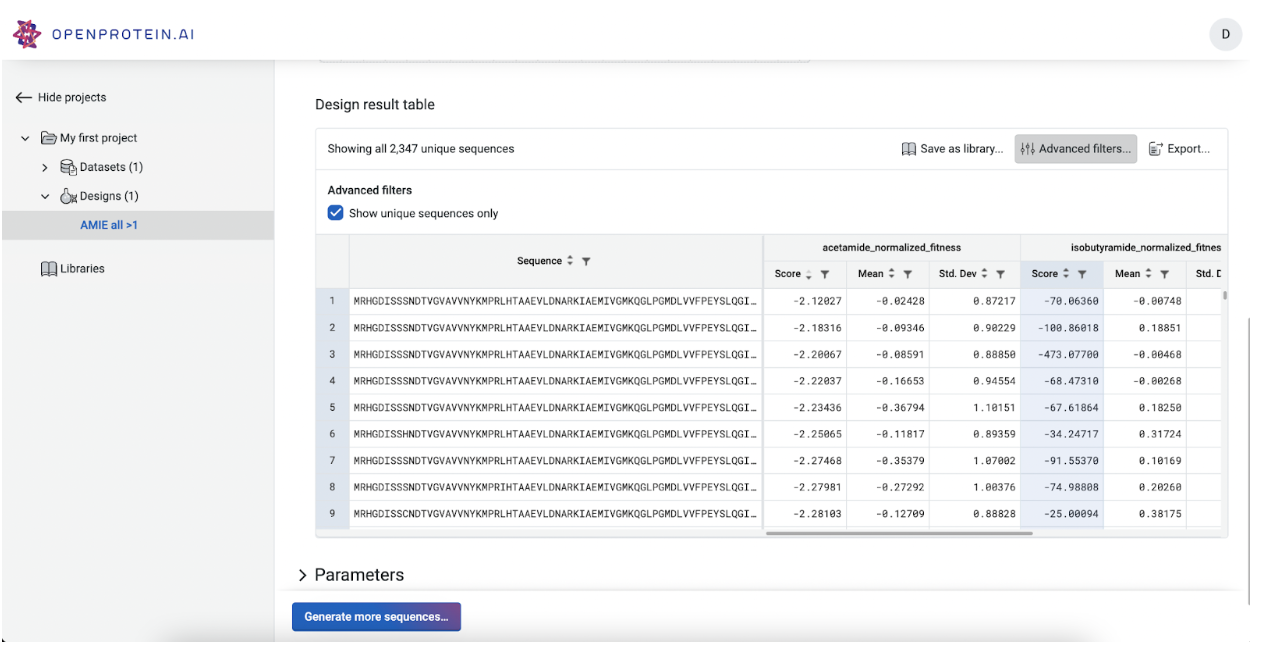 OPENPROTEIN.AI
D
Hide projects
My first project
Datasets (1)
Designs (1)
AMIE all >1
Libraries
Design result table
Showing all 2,347 unique sequences
Save as library...
Advanced filters...
Export...
Advanced filters
Show unique sequences only
Sequence acetamide_normalized_fitness isobutyramide_normalized_fitnes
Score Mean Std. Dev Score Mean Std. D
1 MRHGDISSSNDTVGVAVVNYKMPRLHTAAEVLDNARKIAEMIVGMKQGLPGMDLVVFPEYSLQGI… -2.12027 -0.02428 0.87217 -70.06360 -0.00748
2 MRHGDISSSNDTVGVAVVNYKMPRLHTAAEVLDNARKIAEMIVGMKQGLPGMDLVVFPEYSLQGI… -2.18316 -0.09346 0.90229 -100.86018 0.18851
3 MRHGDISSSNDTVGVAVVNYKMPRLHTAAEVLDNARKIAEMIVGMKQGLPGMDLVVFPEYSLQGI… -2.20067 -0.08591 0.88850 -473.07700 -0.00468
4 MRHGDISSSNDTVGVAVVNYKMPRLHTAAEVLDNARKIAEMIVGMKQGLPGMDLVVFPEYSLQGI… -2.22037 -0.16653 0.94554 -68.47310 -0.00268
5 MRHGDISSSNDTVGVAVVNYKMPRLHTAAEVLDNARKIAEMIVGMKQGLPGMDLVVFPEYSLQGI… -2.23436 -0.36794 1.10151 -67.61864 0.18250
6 MRHGDISSHNDTVGVAVVNYKMPRLHTAAEVLDNARKIAEMIVGMKQGLPGMDLVVFPEYSLQGI… -2.25065 -0.11817 0.89359 -34.24717 0.31724
7 MRHGDISSSNDTVGVAVVNYKMPRLHTAAEVLDNARKIAEMIVGMKQGLPGMDLVVFPEYSLQGI… -2.27468 -0.35379 1.07002 -91.55370 0.10169
8 MRHGDISSSNDTVGVAVVNYKMPRIHTAAEVLDNARKIAEMIVGMKQGLPGMDLVVFPEYSLQGI… -2.27981 -0.27292 1.00376 -74.98808 0.20260
9 MRHGDISSCNDTVGVAVVNYKMPRLHTAAEVLDNARKIAEMIVGMKQGLPGMDLVVFPEYSLQGI… -2.28103 -0.12709 0.88828 -25.00094 0.38175
Parameters
Generate more sequences...